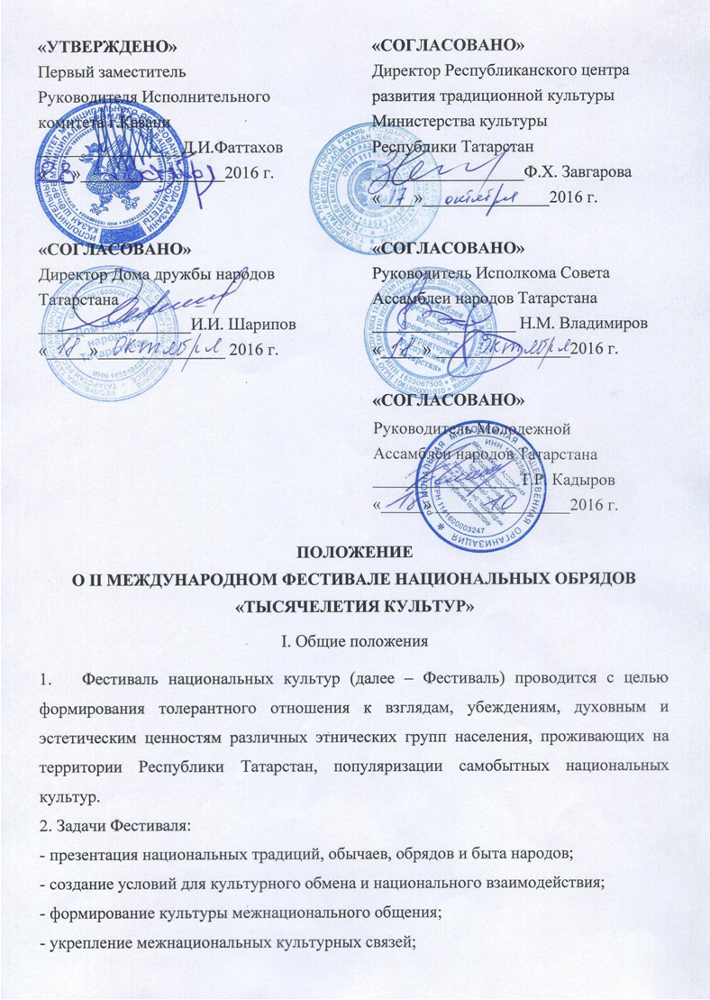 «УТВЕРЖДЕНО»
Первый заместитель
Руководителя Исполнительного
комитета г.Казани
Д.И.Фаттахов
« » 2016 г.
«СОГЛАСОВАНО»
Директор Республиканского центра
развития традиционной культуры
Министерства культуры
Республики Татарстан
Ф.Х. Завгарова
« 17 » октября 2016 г.
«СОГЛАСОВАНО»
Директор Дома дружбы народов
Татарстана
И.И. Шарипов
« 18 » октября 2016 г.
«СОГЛАСОВАНО»
Руководитель Исполкома Совета
Ассамблеи народов Татарстана
Н.М. Владимиров
« 18 » октября 2016 г.
«СОГЛАСОВАНО»
Руководитель Молодежной
Ассамблеи народов Татарстана
Т.Р. Кадыров
« 18 10 2016 г.
ПОЛОЖЕНИЕ
О II МЕЖДУНАРОДНОМ ФЕСТИВАЛЕ НАЦИОНАЛЬНЫХ ОБРЯДОВ
«ТЫСЯЧЕЛЕТИЯ КУЛЬТУР»
I. Общие положения
1. Фестиваль национальных культур (далее – Фестиваль) проводится с целью
формирования толерантного отношения к взглядам, убеждениям, духовным и
эстетическим ценностям различных этнических групп населения, проживающих на
территории Республики Татарстан, популяризации самобытных национальных
культур.
2. Задачи Фестиваля:
- презентация национальных традиций, обычаев, обрядов и быта народов;
- создание условий для культурного обмена и национального взаимодействия;
- формирование культуры межнационального общения;
- укрепление межнациональных культурных связей;